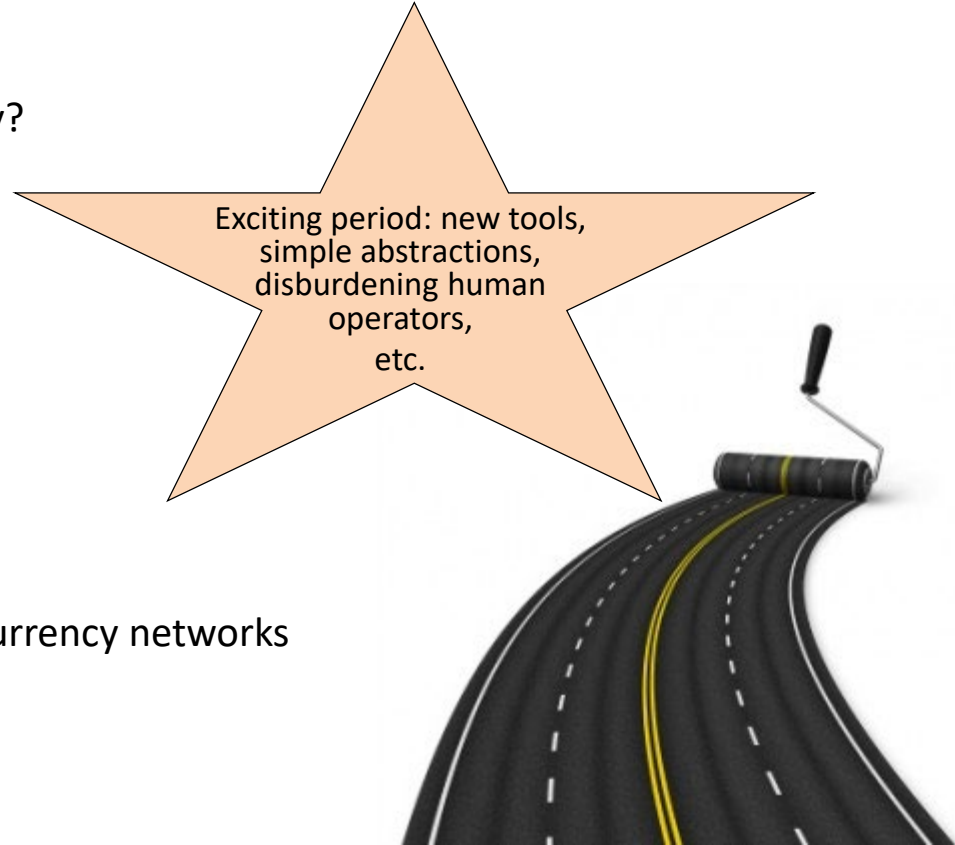 y?
Exciting period: new tools,
simple abstractions,
disburdening human
operators,
etc.
urrency networks